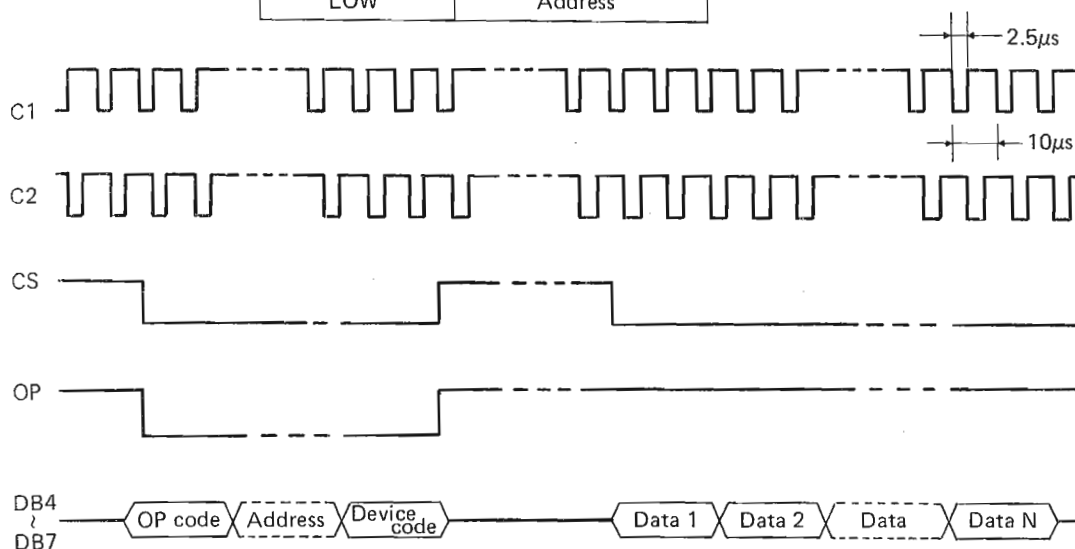 LOW Address
2.5μs
C1
10μs
C2
CS
OP
DB4
~
DB7
OP code
Address
Device
code
Data 1
Data 2
Data
Data N